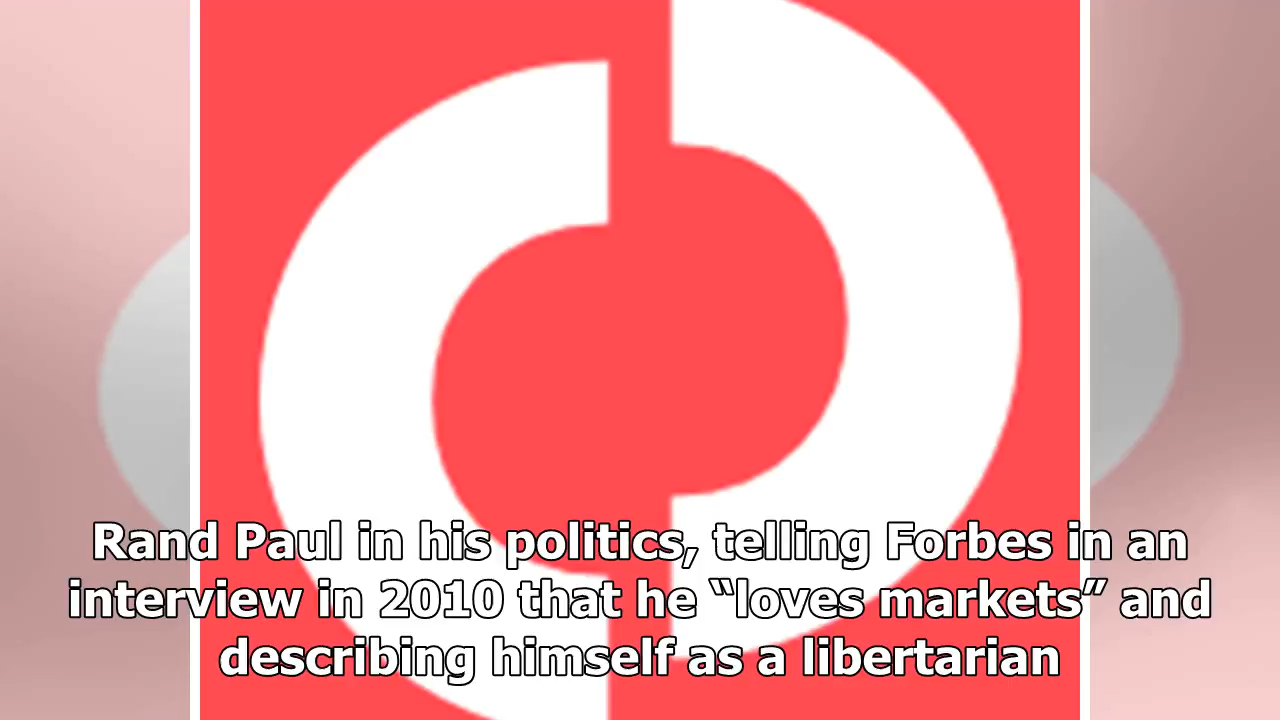 Rand Paul in his politics, telling Forbes in an
interview in 2010 that he “loves markets” and
describing himself as a libertarian